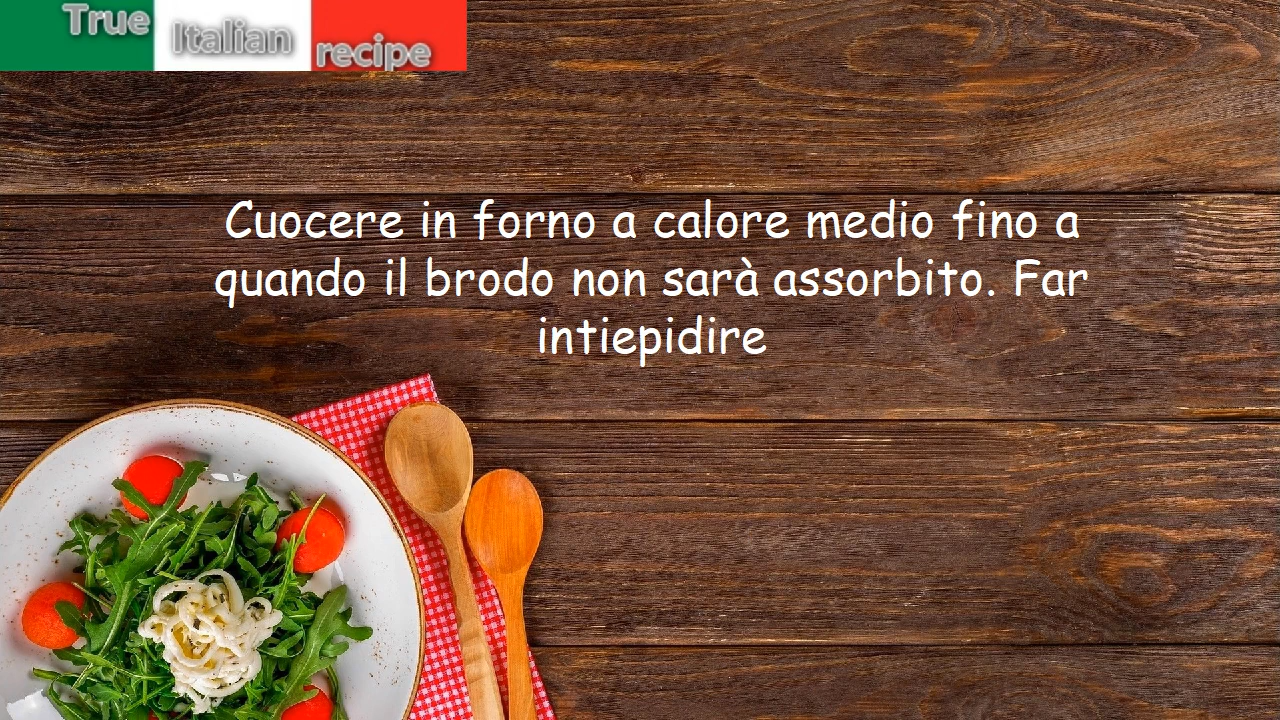 True Italian recipe
Cuocere in forno a calore medio fino a
quando il brodo non sarà assorbito. Far
intiepidire